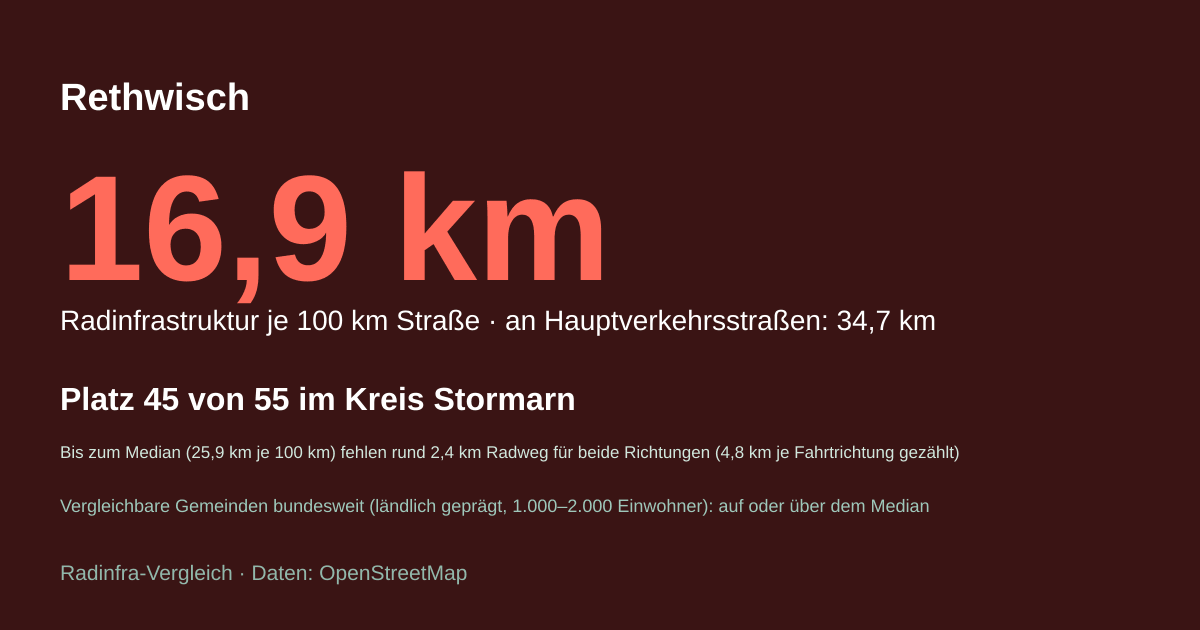 Rethwisch
16,9 km
Radinfrastruktur je 100 km Straße · an Hauptverkehrsstraßen: 34,7 km
Platz 45 von 55 im Kreis Stormarn
Bis zum Median (25,9 km je 100 km) fehlen rund 2,4 km Radweg für beide Richtungen (4,8 km je Fahrtrichtung gezählt)
Vergleichbare Gemeinden bundesweit (ländlich geprägt, 1.000–2.000 Einwohner): auf oder über dem Median
Radinfra-Vergleich · Daten: OpenStreetMap